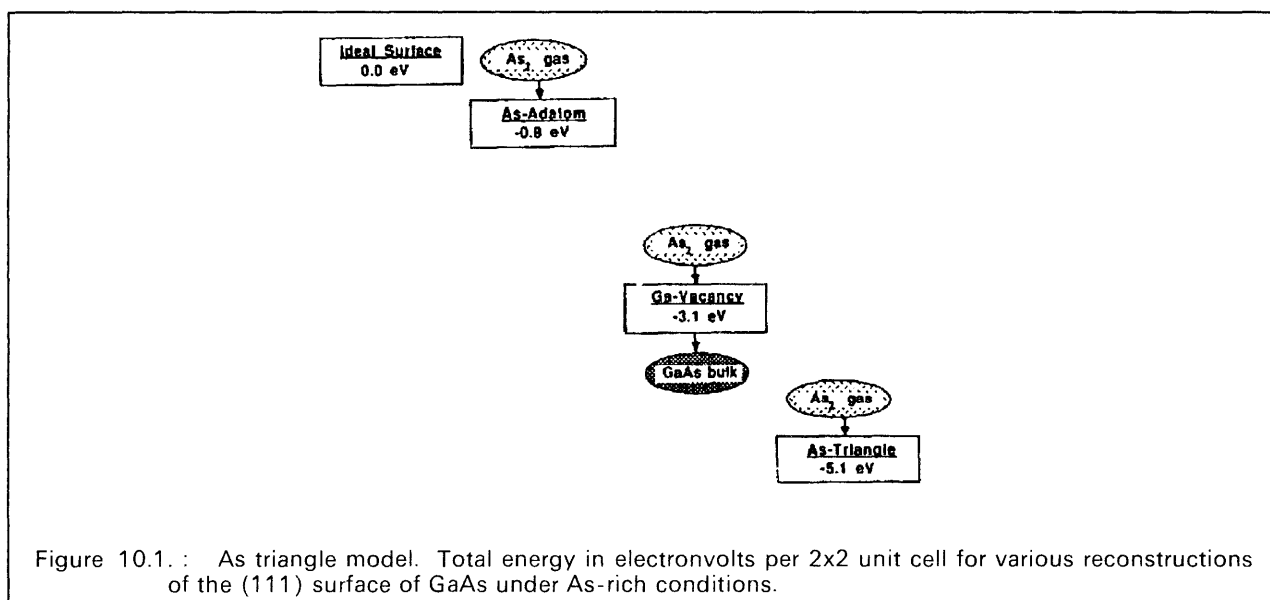 Ideal Surface
0.0 eV
As2 gas
As-Adatom
-0.8 eV
As2 gas
Ga-Vacancy
-3.1 eV
GaAs bulk
As2 gas
As-Triangle
-5.1 eV
Figure 10.1. : As triangle model. Total energy in electronvolts per 2x2 unit cell for various reconstructions
of the (111) surface of GaAs under As-rich conditions.